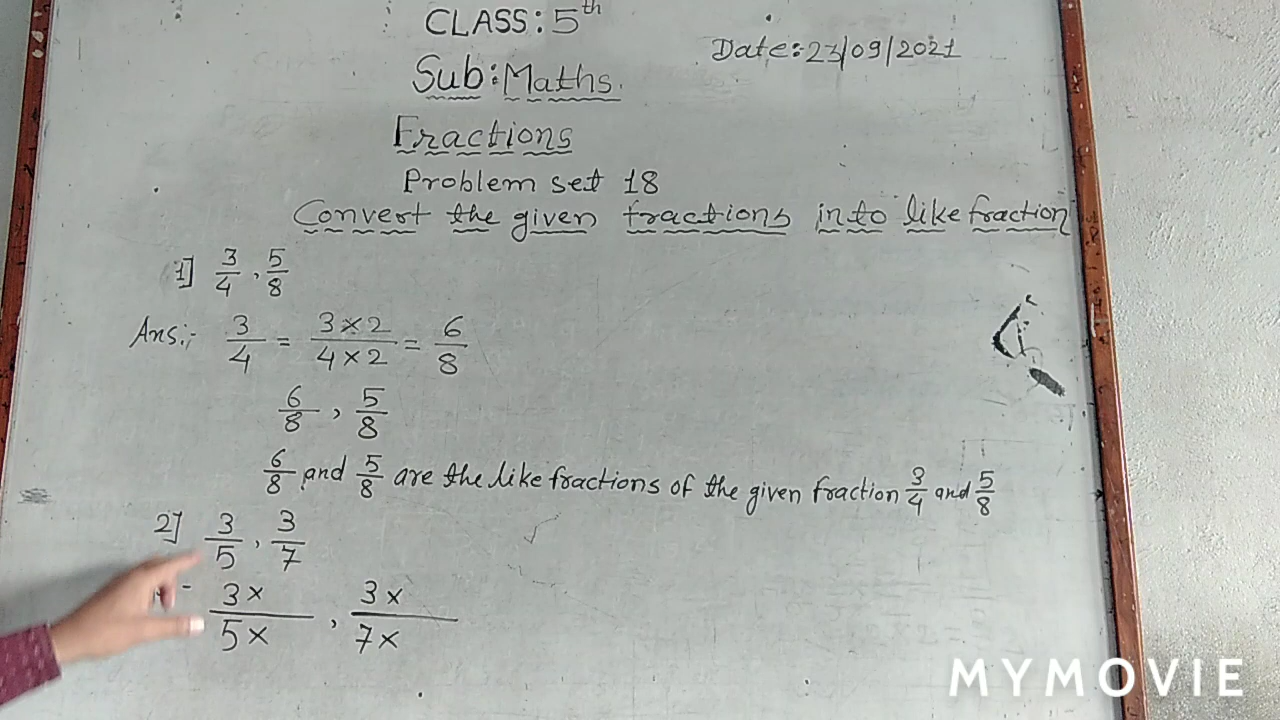 CLASS: 5th
Date: 23/09/2021
Sub: Maths.
Fractions
Problem set 18
Convert the given fractions into like fraction
1] 3/4 , 5/8
Ans:- 3/4 = 3×2/4×2 = 6/8
6/8 , 5/8
6/8 and 5/8 are the like fractions of the given fraction 3/4 and 5/8
2] 3/5 , 3/7
3×/5× , 3×/7×
MYMOVIE